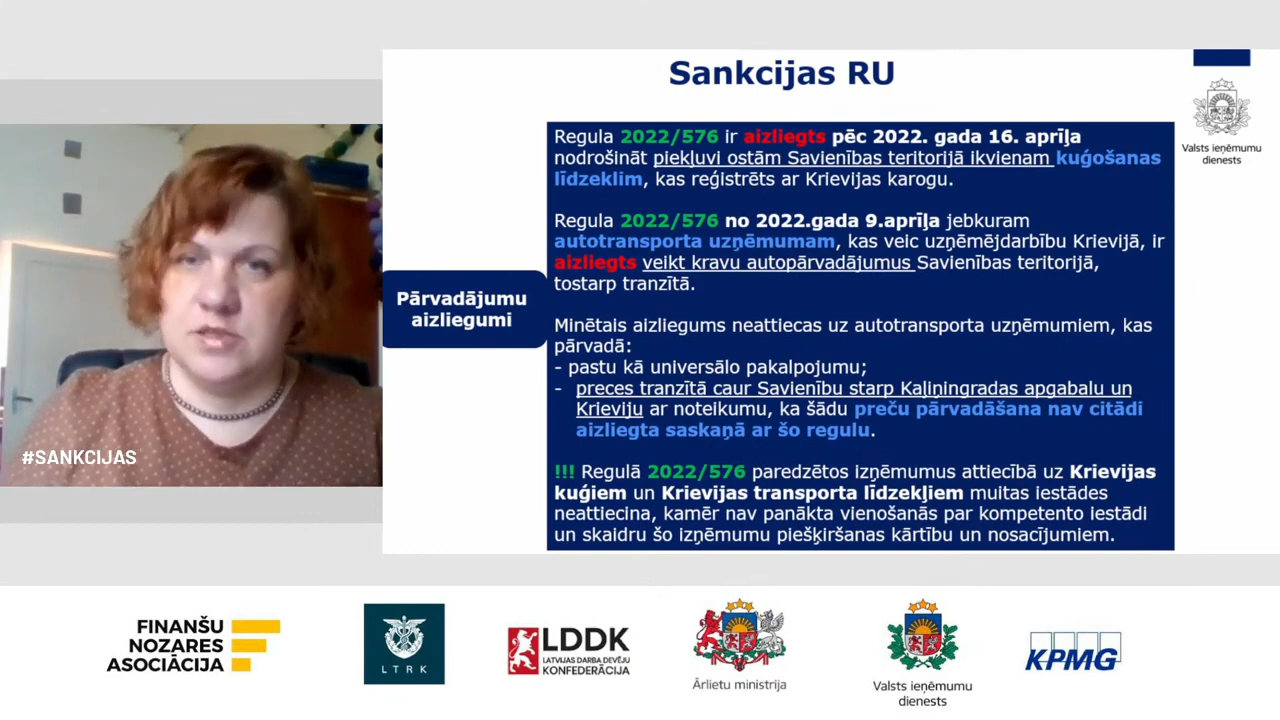 Sankcijas RU
Valsts ieņēmumu
dienests
Regula 2022/576 ir aizliegts pēc 2022. gada 16. aprīļa
nodrošināt piekļuvi ostām Savienības teritorijā ikvienam kuģošanas
līdzeklim, kas reģistrēts ar Krievijas karogu.
Regula 2022/576 no 2022.gada 9.aprīļa jebkuram
autotransporta uzņēmumam, kas veic uzņēmējdarbību Krievijā, ir
aizliegts veikt kravu autopārvadājumus Savienības teritorijā,
tostarp tranzītā.
Pārvadājumu
aizliegumi
Minētais aizliegums neattiecas uz autotransporta uzņēmumiem, kas
pārvadā:
- pastu kā universālo pakalpojumu;
- preces tranzītā caur Savienību starp Kaļiņingradas apgabalu un
Krieviju ar noteikumu, ka šādu preču pārvadāšana nav citādi
aizliegta saskaņā ar šo regulu.
!!! Regulā 2022/576 paredzētos izņēmumus attiecībā uz Krievijas
kuģiem un Krievijas transporta līdzekļiem muitas iestādes
neattiecina, kamēr nav panākta vienošanās par kompetento iestādi
un skaidru šo izņēmumu piešķiršanas kārtību un nosacījumiem.
#SANKCIJAS
FINANŠU
NOZARES
ASOCIĀCIJA
LTRK
LDDK
LATVIJAS DARBA DEVĒJU
KONFEDERĀCIJA
Ārlietu ministrija
Valsts ieņēmumu
dienests
KPMG